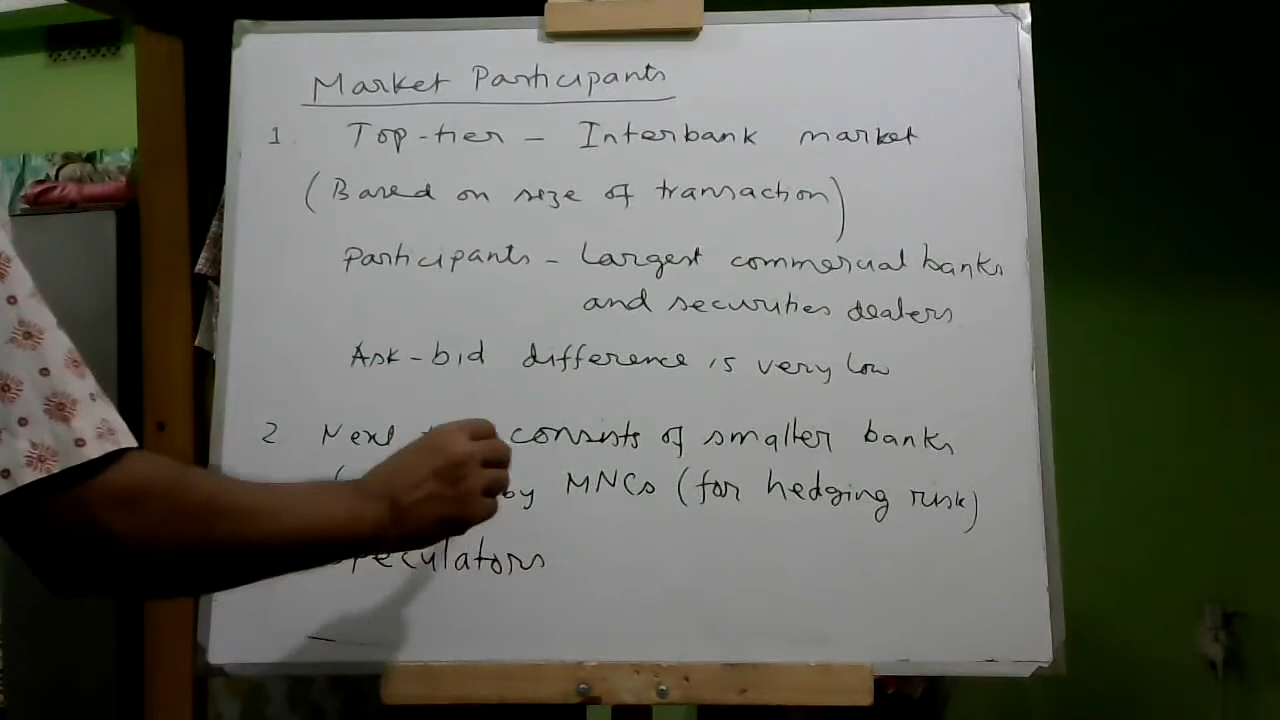 Market Participants
1 Top-tier - Interbank market
(Based on size of transaction)
Participants - Largest commercial banks
and securities dealers
Ask-bid difference is very low
2 Next consists of smaller banks
by MNCs (for hedging risk)
Speculators